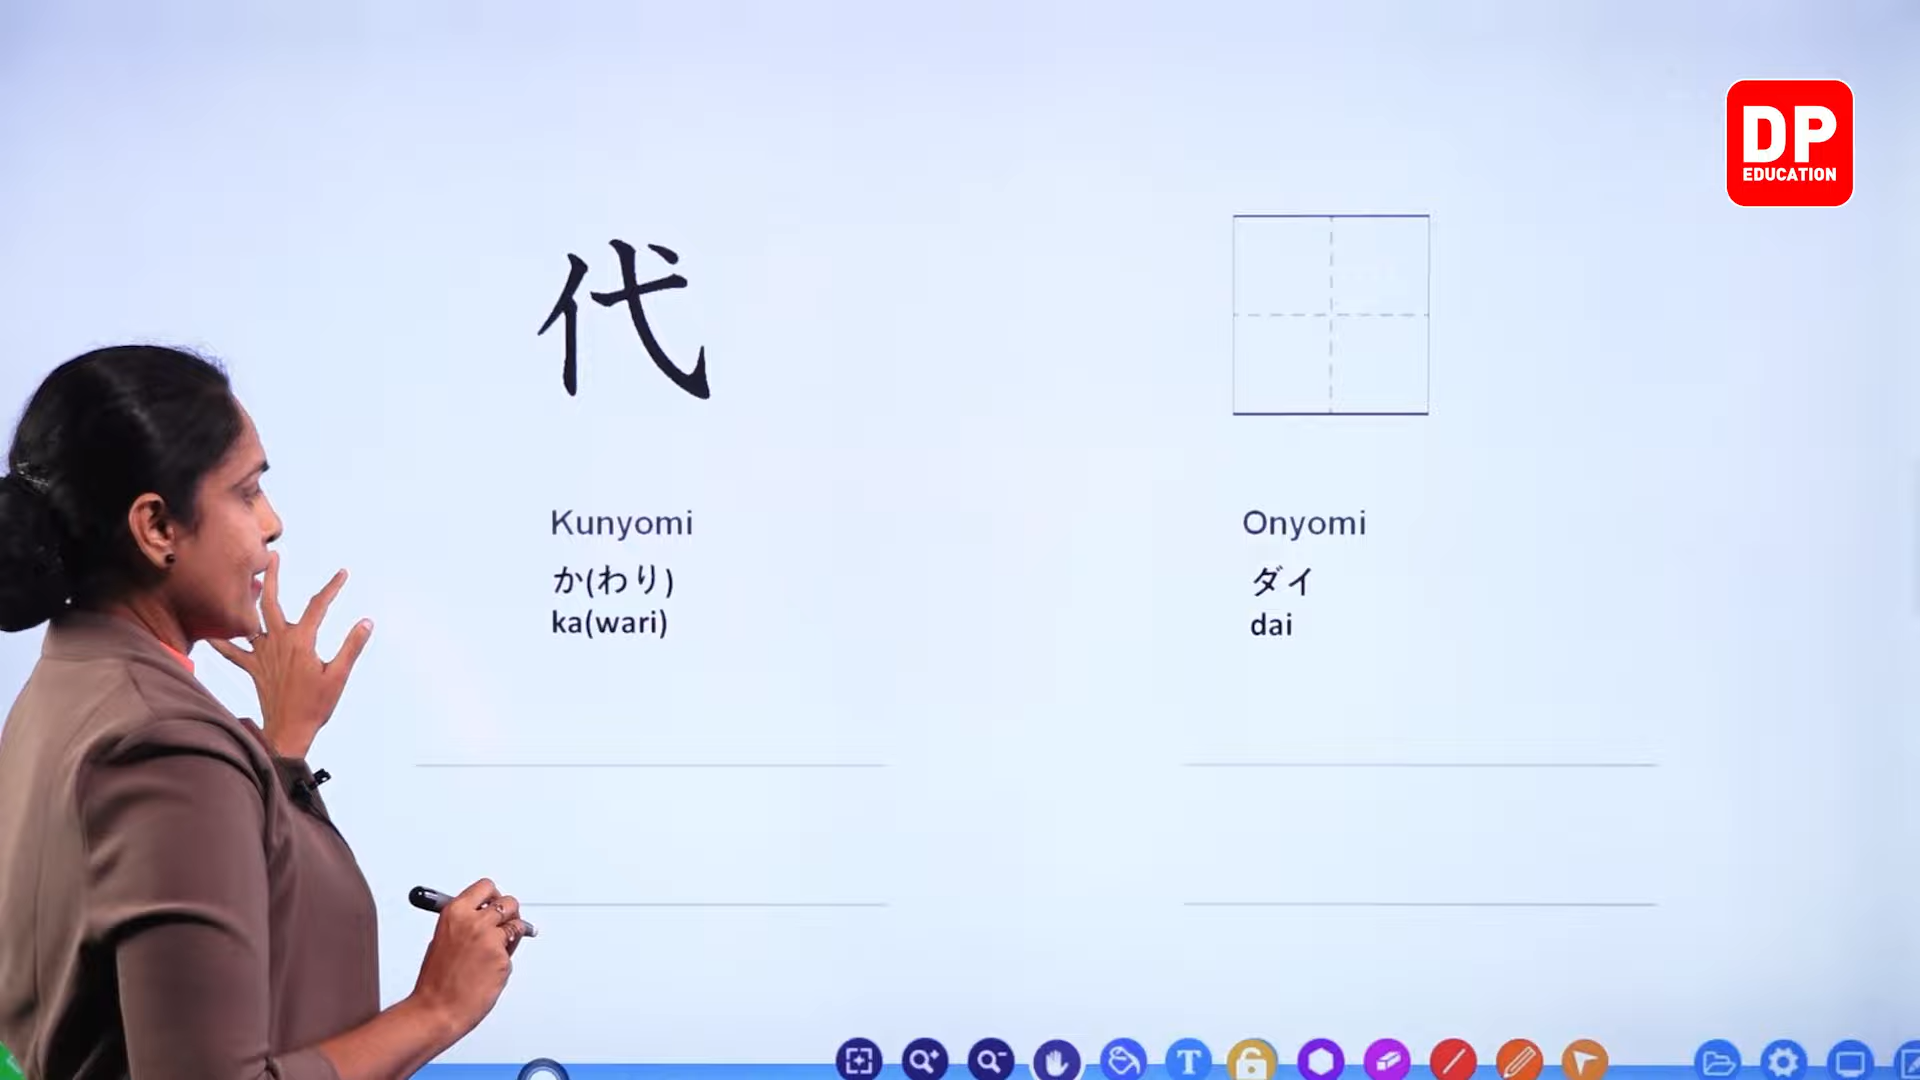 DP
EDUCATION
代
Kunyomi
か(わり)
ka(wari)
Onyomi
ダイ
dai
T